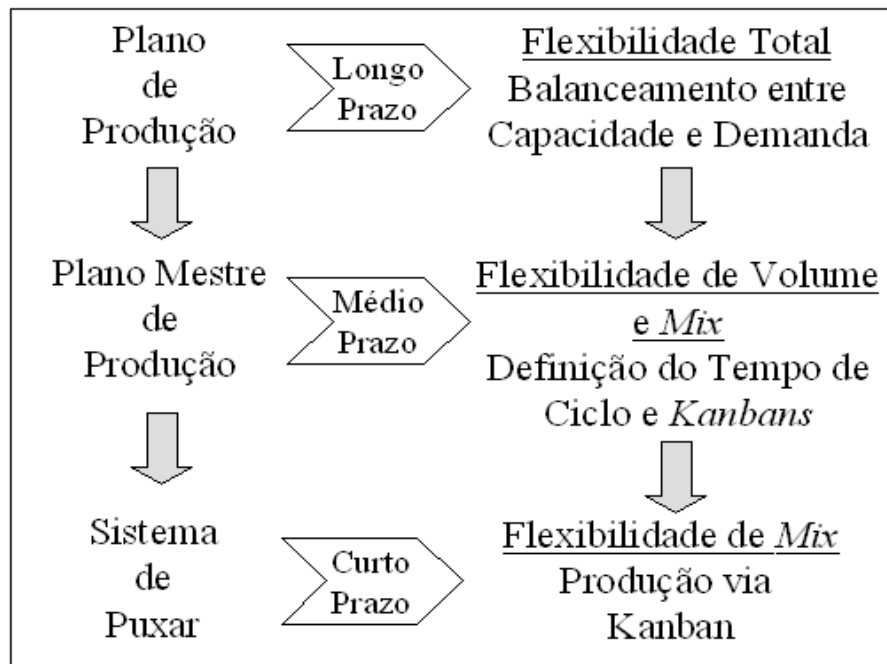 Plano
de
Produção
Longo
Prazo
Flexibilidade Total
Balanceamento entre
Capacidade e Demanda
Plano Mestre
de
Produção
Médio
Prazo
Flexibilidade de Volume
e Mix
Definição do Tempo de
Ciclo e Kanbans
Sistema
de
Puxar
Curto
Prazo
Flexibilidade de Mix
Produção via
Kanban